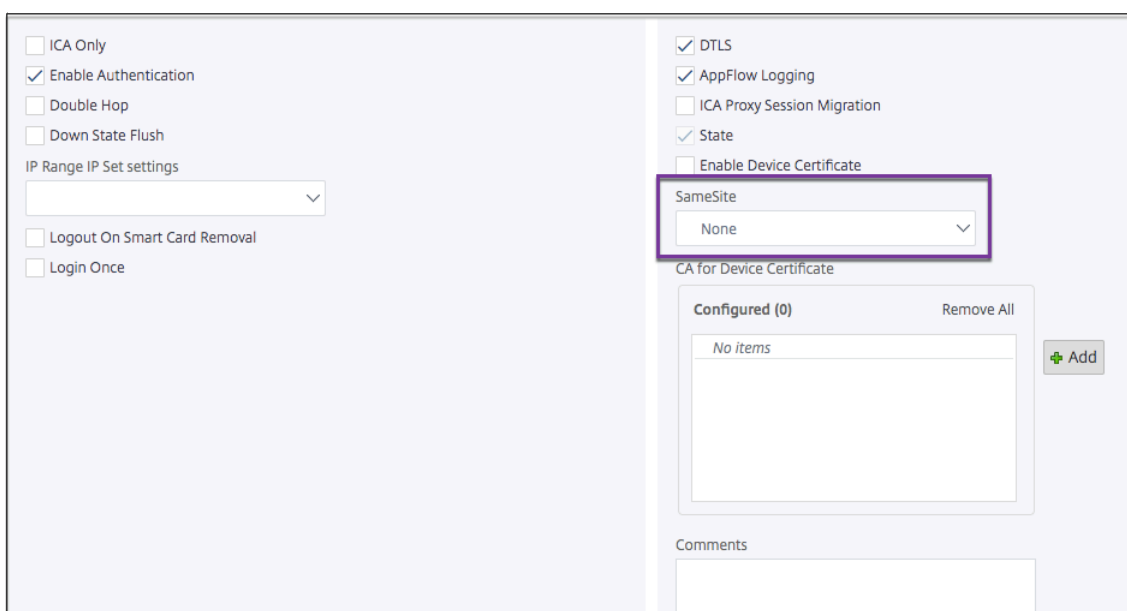 ICA Only
Enable Authentication
Double Hop
Down State Flush
IP Range IP Set settings
Logout On Smart Card Removal
Login Once
DTLS
AppFlow Logging
ICA Proxy Session Migration
State
Enable Device Certificate
SameSite
None
CA for Device Certificate
Configured (0) Remove All
No items
Add
Comments